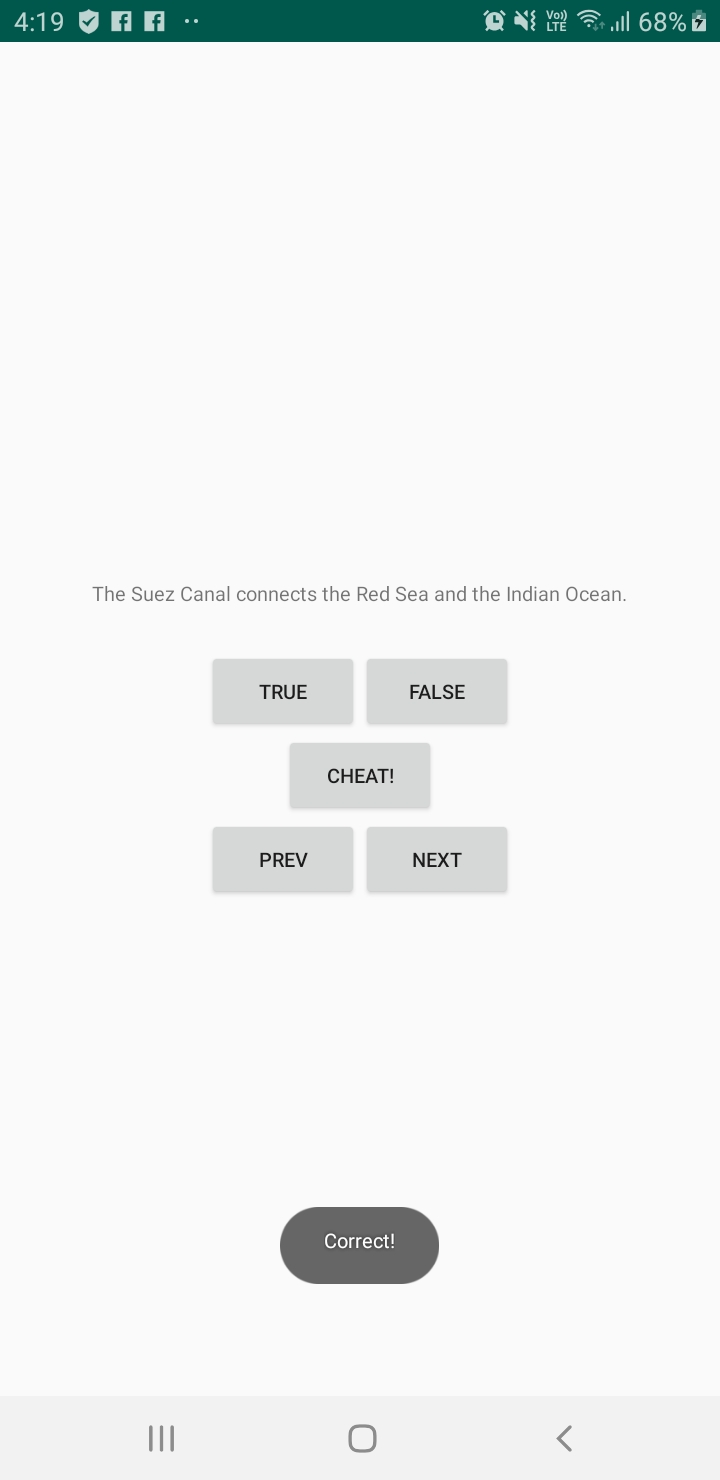 4:19 Vo)) LTE 68%
The Suez Canal connects the Red Sea and the Indian Ocean.
TRUE FALSE
CHEAT!
PREV NEXT
Correct!